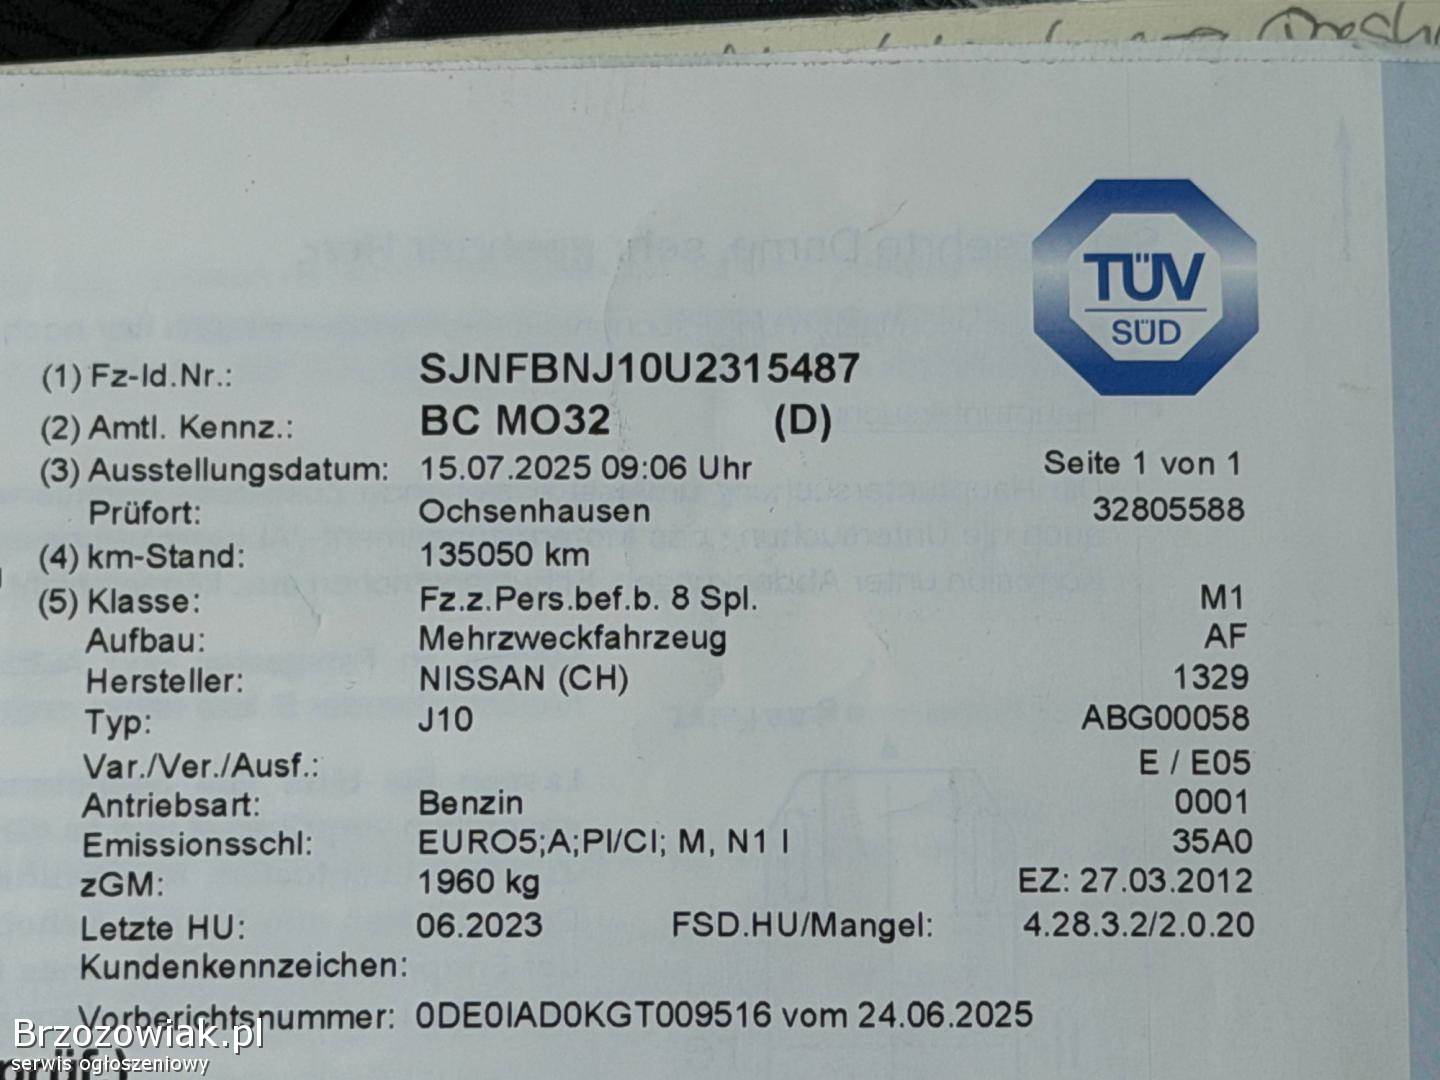 TÜV
SÜD
(1) Fz-Id.Nr.: SJNFBNJ10U2315487
(2) Amtl. Kennz.: BC MO32 (D)
(3) Ausstellungsdatum: 15.07.2025 09:06 Uhr Seite 1 von 1
Prüfort: Ochsenhausen 32805588
(4) km-Stand: 135050 km
(5) Klasse: Fz.z.Pers.bef.b. 8 Spl. M1
Aufbau: Mehrzweckfahrzeug AF
Hersteller: NISSAN (CH) 1329
Typ: J10 ABG00058
Var./Ver./Ausf.: E / E05
Antriebsart: Benzin 0001
Emissionsschl: EURO5;A;PI/CI; M, N1 I 35A0
zGM: 1960 kg EZ: 27.03.2012
Letzte HU: 06.2023 FSD.HU/Mangel: 4.28.3.2/2.0.20
Kundenkennzeichen:
Vorberichtsnummer: 0DE0IAD0KGT009516 vom 24.06.2025
Brzozowiak.pl
serwis ogłoszeniowy